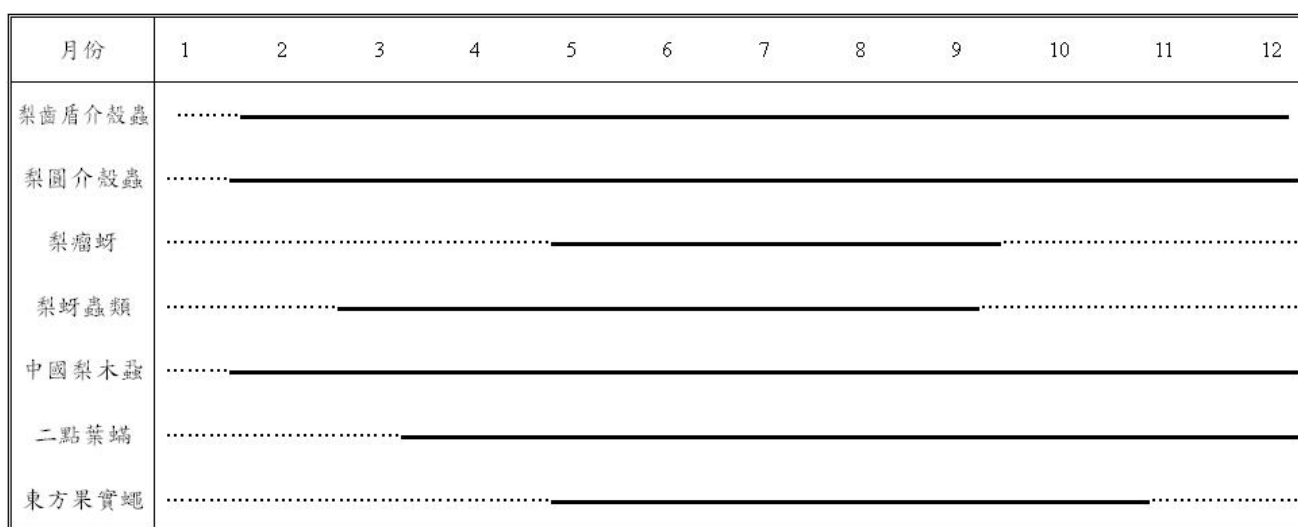 月份 1 2 3 4 5 6 7 8 9 10 11 12
梨齒盾介殼蟲
梨圓介殼蟲
梨瘤蚜
梨蚜蟲類
中國梨木蝨
二點葉蟎
東方果實蠅